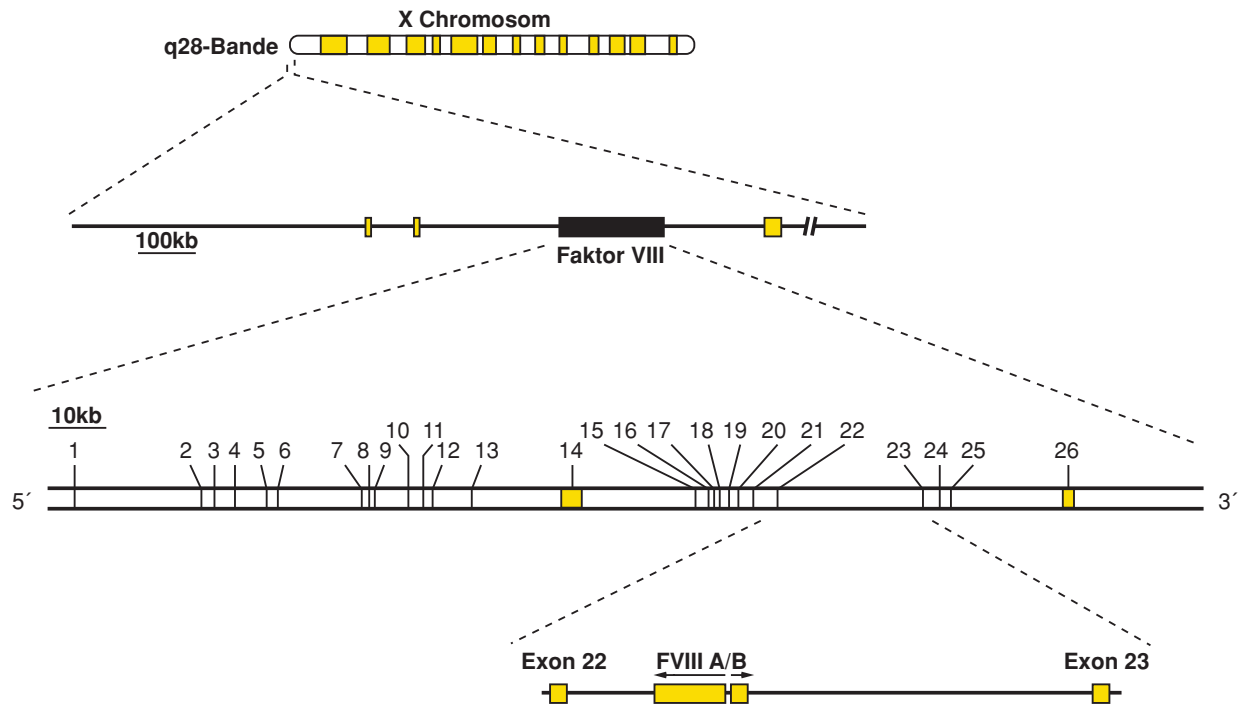 X Chromosom
q28-Bande
100kb
Faktor VIII
10kb
1 2 3 4 5 6 7 8 9 10 11 12 13 14 15 16 17 18 19 20 21 22 23 24 25 26
5´ 3´
Exon 22 FVIII A/B Exon 23